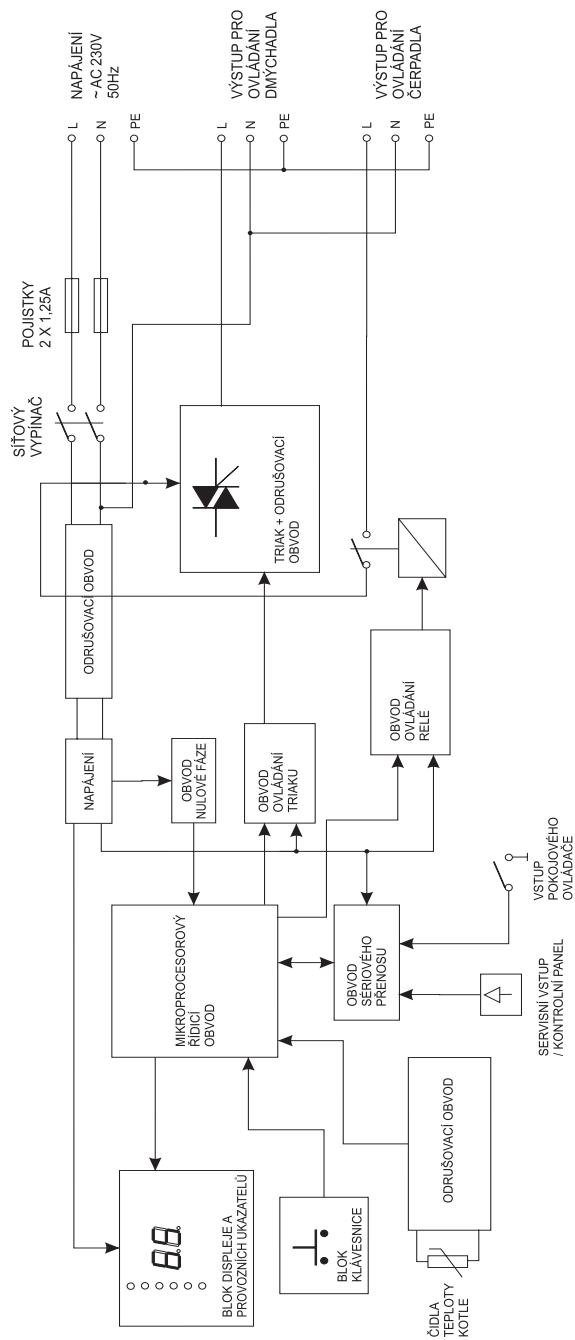 NAPÁJENÍ
~ AC 230V
50Hz
L
N
PE
VÝSTUP PRO
OVLÁDÁNÍ
DMÝCHADLA
L
N
PE
VÝSTUP PRO
OVLÁDÁNÍ
ČERPADLA
L
N
PE
POJISTKY
2 X 1,25A
SÍŤOVÝ
VYPÍNAČ
ODRUŠOVACÍ OBVOD
TRIAK + ODRUŠOVACÍ
OBVOD
NAPÁJENÍ
OBVOD
NULOVÉ FÁZE
OBVOD
OVLÁDÁNÍ
TRIAKU
OBVOD
OVLÁDÁNÍ
RELÉ
MIKROPROCESOROVÝ
ŘÍDICÍ
OBVOD
OBVOD
SÉRIOVÉHO
PŘENOSU
VSTUP
POKOJOVÉHO
OVLÁDAČE
SERVISNÍ VSTUP
/ KONTROLNÍ PANEL
8.8.
BLOK DISPLEJE A
PROVOZNÍCH UKAZATELŮ
BLOK
KLÁVESNICE
ODRUŠOVACÍ OBVOD
ČIDLA
TEPLOTY
KOTLE